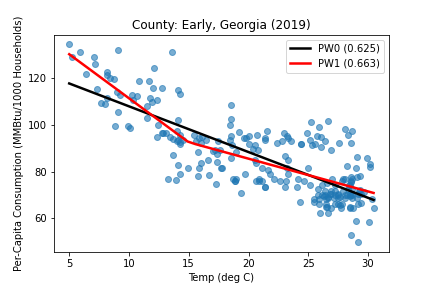 County: Early, Georgia (2019)
PW0 (0.625)
PW1 (0.663)
Per-Capita Consumption (MMBtu/1000 Households)
120
100
80
60
5 10 15 20 25 30
Temp (deg C)